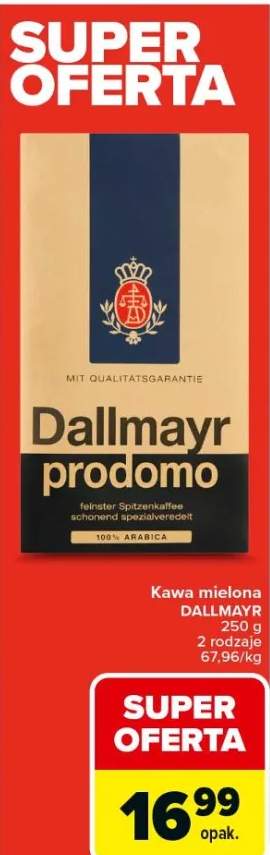 SUPER
OFERTA
MIT QUALITÄTSGARANTIE
Dallmayr
prodomo
feinster Spitzenkaffee
schonend spezialveredelt
100% ARABICA
Kawa mielona
DALLMAYR
250 g
2 rodzaje
67,96/kg
SUPER
OFERTA
16 99
opak.